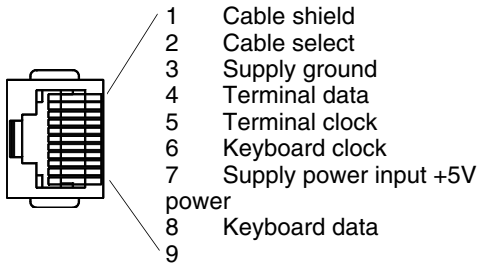 1 Cable shield
2 Cable select
3 Supply ground
4 Terminal data
5 Terminal clock
6 Keyboard clock
7 Supply power input +5V
power
8 Keyboard data
9